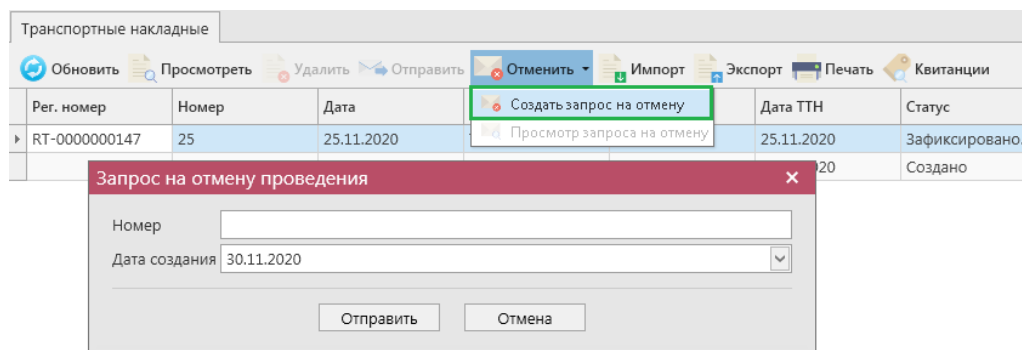 Транспортные накладные
Обновить Просмотреть Удалить Отправить Отменить Импорт Экспорт Печать Квитанции
Рег. номер Номер Дата Создать запрос на отмену Дата ТТН Статус
RT-0000000147 25 25.11.2020 Просмотр запроса на отмену 25.11.2020 Зафиксировано
20 Создано
Запрос на отмену проведения
Номер
Дата создания 30.11.2020
Отправить Отмена